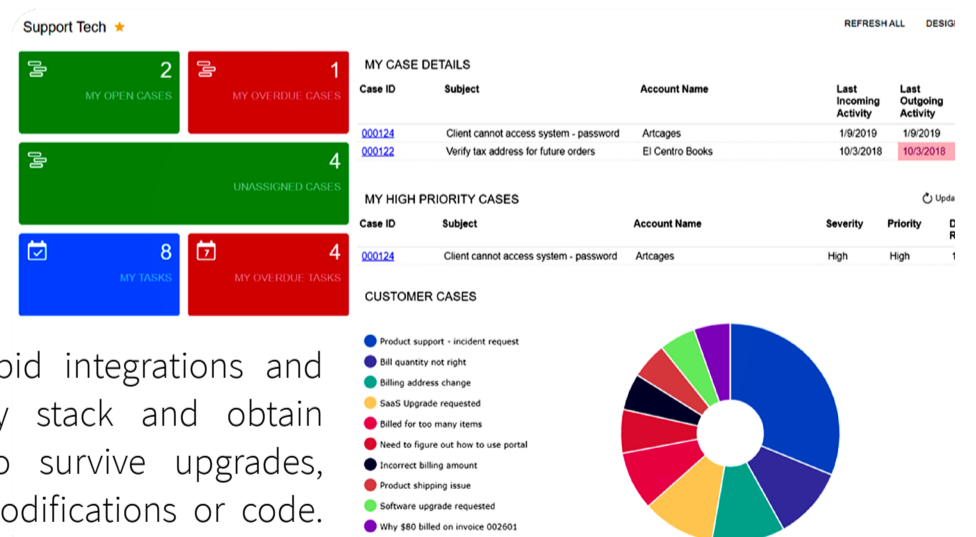 Support Tech
REFRESH ALL
2
MY OPEN CASES
1
MY OVERDUE CASES
4
UNASSIGNED CASES
8
MY TASKS
7
4
MY OVERDUE TASKS
MY CASE DETAILS
Case ID Subject Account Name Last Incoming Activity Last Outgoing Activity
000124 Client cannot access system - password Artcages 1/9/2019 1/9/2019
000122 Verify tax address for future orders El Centro Books 10/3/2018 10/3/2018
MY HIGH PRIORITY CASES
Case ID Subject Account Name Severity Priority
000124 Client cannot access system - password Artcages High High
CUSTOMER CASES
Product support - incident request
Bill quantity not right
Billing address change
SaaS Upgrade requested
Billed for too many items
Need to figure out how to use portal
Incorrect billing amount
Product shipping issue
Software upgrade requested
Why $80 billed on invoice 002601
integrations and
stack and obtain
survive upgrades,
or code.